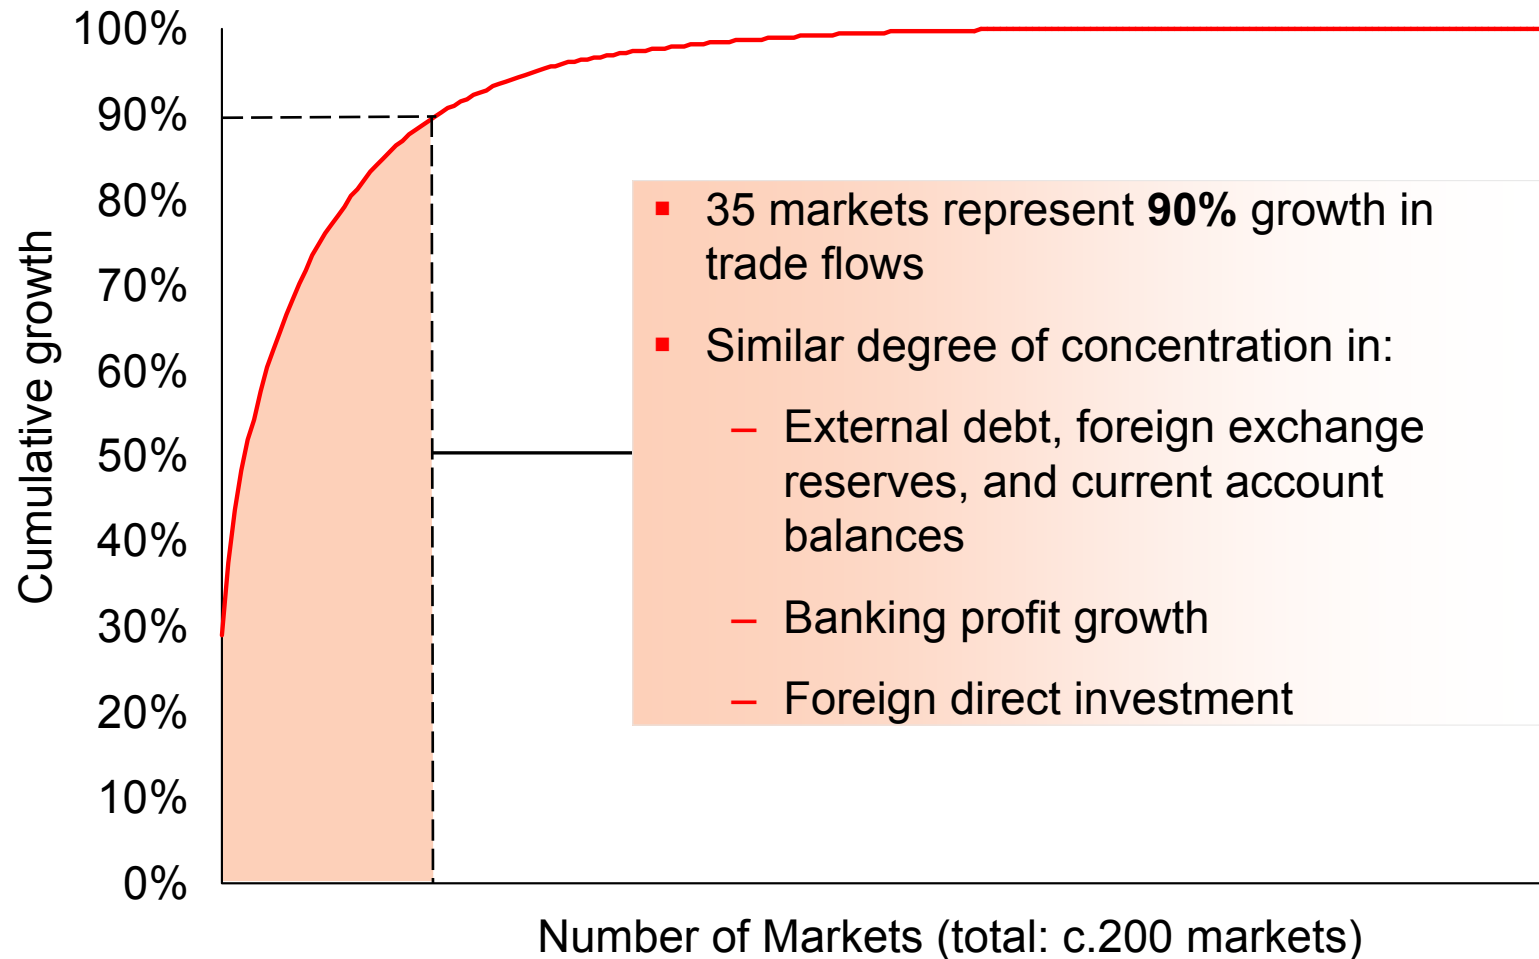 100%
90%
80%
70%
60%
50%
40%
30%
20%
10%
0%
Cumulative growth
▪ 35 markets represent 90% growth in
trade flows
▪ Similar degree of concentration in:
– External debt, foreign exchange
reserves, and current account
balances
– Banking profit growth
– Foreign direct investment
Number of Markets (total: c.200 markets)